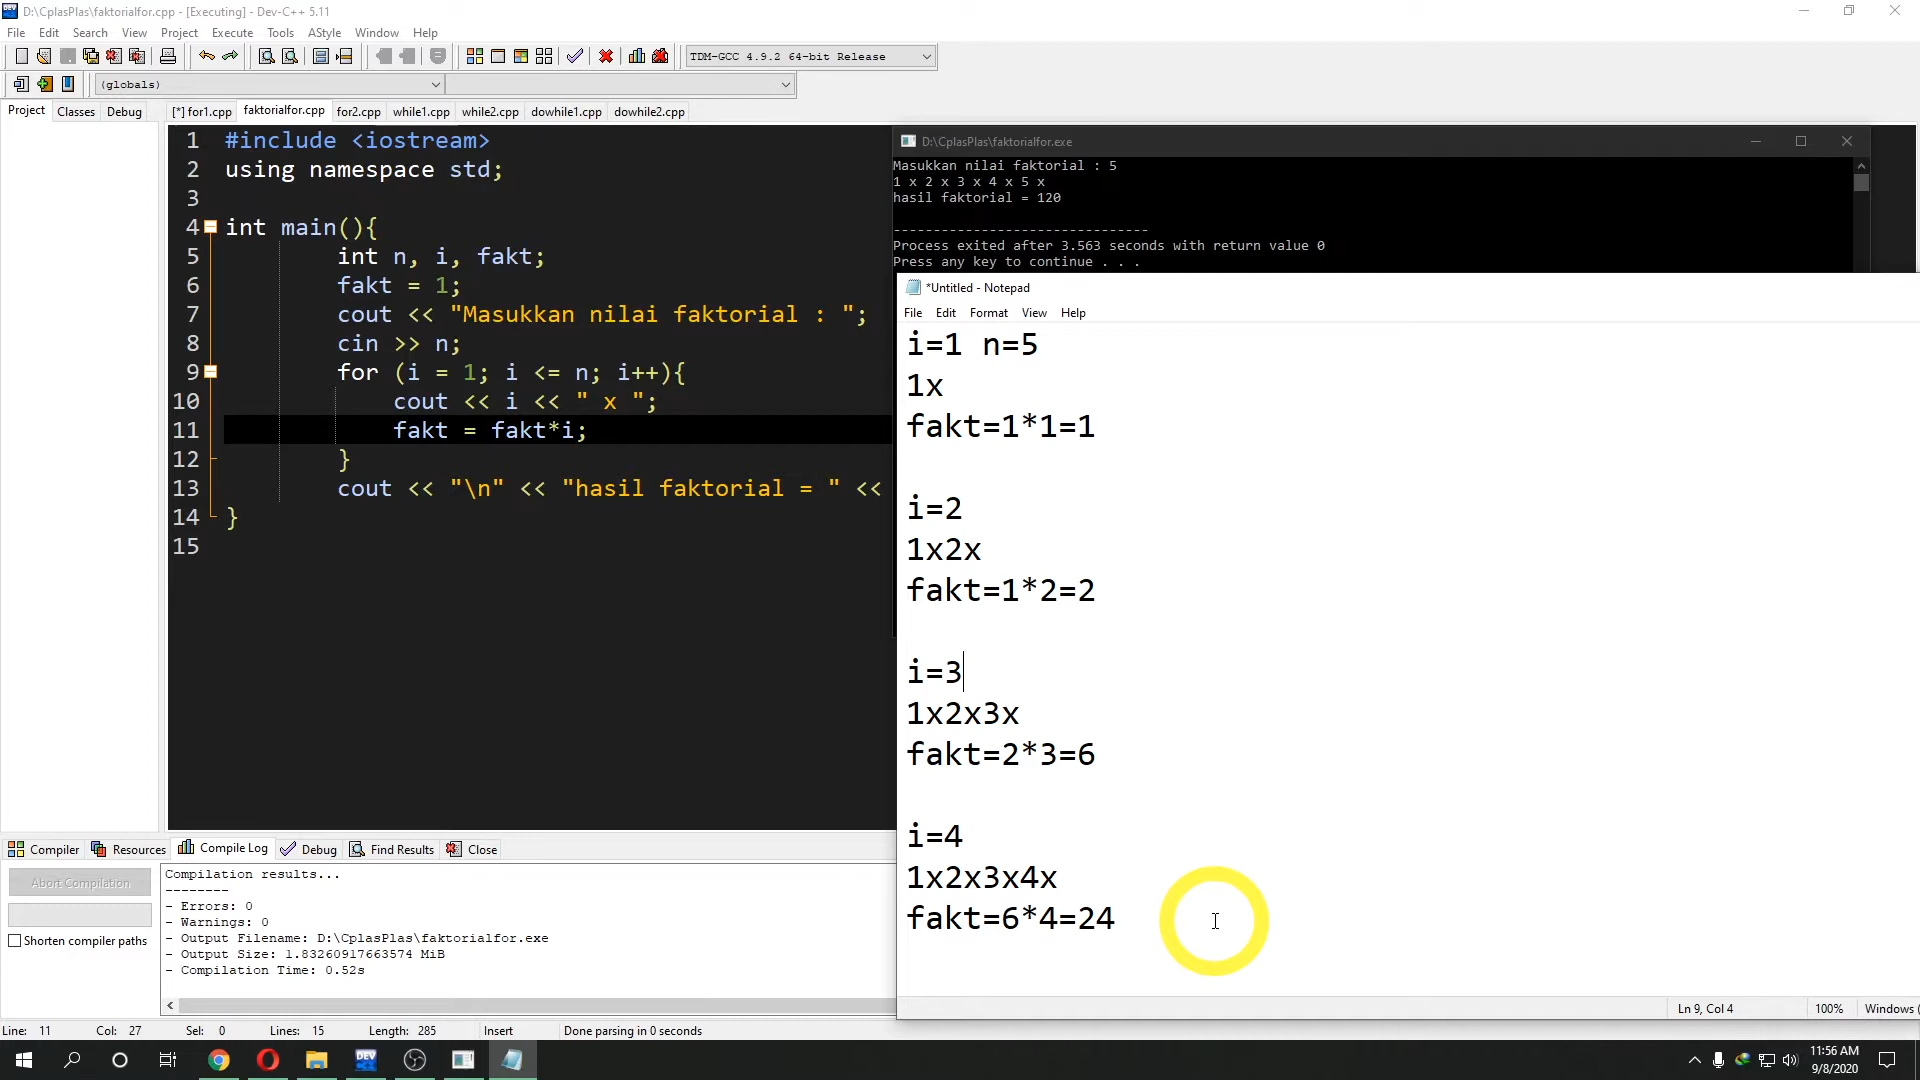 D:\CplasPlas\faktorialfor.cpp - [Executing] - Dev-C++ 5.11
File Edit Search View Project Execute Tools AStyle Window Help
TDM-GCC 4.9.2 64-bit Release
(globals)
Project Classes Debug [*] for1.cpp faktorialfor.cpp for2.cpp while1.cpp while2.cpp dowhile1.cpp dowhile2.cpp
1 #include <iostream>
2 using namespace std;
3
4 int main(){
5 int n, i, fakt;
6 fakt = 1;
7 cout << "Masukkan nilai faktorial : ";
8 cin >> n;
9 for (i = 1; i <= n; i++){
10 cout << i << " x ";
11 fakt = fakt*i;
12 }
13 cout << "\n" << "hasil faktorial = " <<
14 }
15
D:\CplasPlas\faktorialfor.exe
Masukkan nilai faktorial : 5
1 x 2 x 3 x 4 x 5 x
hasil faktorial = 120
--------------------------------
Process exited after 3.563 seconds with return value 0
Press any key to continue . . .
*Untitled - Notepad
File Edit Format View Help
i=1 n=5
1x
fakt=1*1=1
i=2
1x2x
fakt=1*2=2
i=3
1x2x3x
fakt=2*3=6
i=4
1x2x3x4x
fakt=6*4=24
Ln 9, Col 4 100% Windows (
Compiler Resources Compile Log Debug Find Results Close
Abort Compilation
Shorten compiler paths
Compilation results...
--------
- Errors: 0
- Warnings: 0
- Output Filename: D:\CplasPlas\faktorialfor.exe
- Output Size: 1.83260917663574 MiB
- Compilation Time: 0.52s
Line: 11 Col: 27 Sel: 0 Lines: 15 Length: 285 Insert Done parsing in 0 seconds
DEV
11:56 AM
9/8/2020